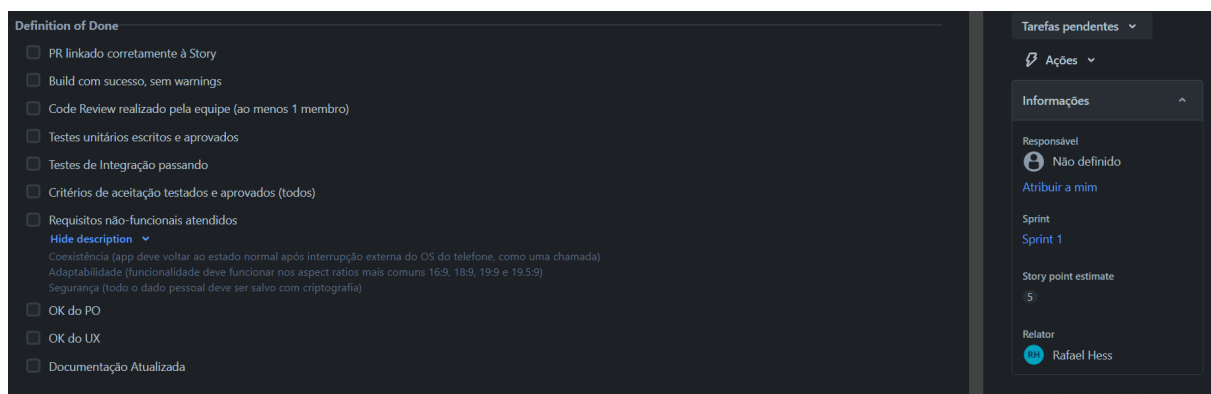 Definition of Done
PR linkado corretamente à Story
Build com sucesso, sem warnings
Code Review realizado pela equipe (ao menos 1 membro)
Testes unitários escritos e aprovados
Testes de Integração passando
Critérios de aceitação testados e aprovados (todos)
Requisitos não-funcionais atendidos
Hide description
Coexistência (app deve voltar ao estado normal após interrupção externa do OS do telefone, como uma chamada)
Adaptabilidade (funcionalidade deve funcionar nos aspect ratios mais comuns 16:9, 18:9, 19:9 e 19.5:9)
Segurança (todo o dado pessoal deve ser salvo com criptografia)
OK do PO
OK do UX
Documentação Atualizada
Tarefas pendentes
Ações
Informações
Responsável
Não definido
Atribuir a mim
Sprint
Sprint 1
Story point estimate
5
Relator
RH Rafael Hess